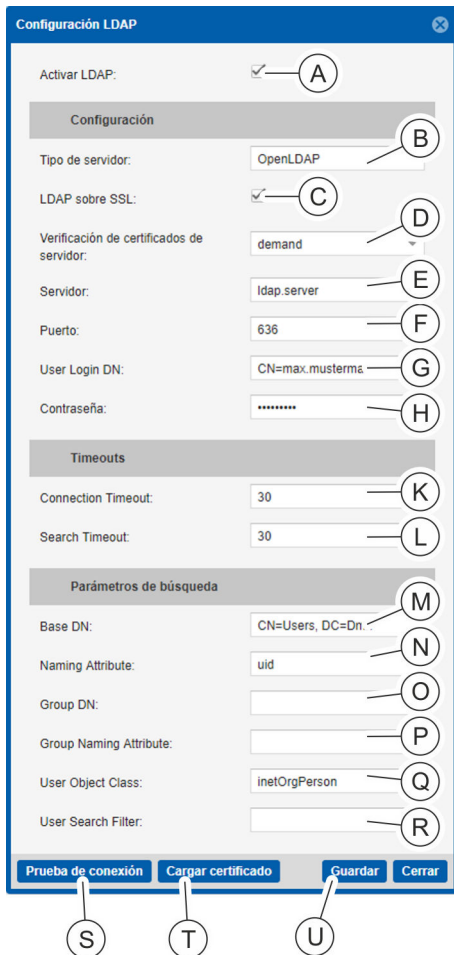 Configuración LDAP
Activar LDAP: A
Configuración
B
Tipo de servidor: OpenLDAP
LDAP sobre SSL: C
D
Verificación de certificados de
servidor: demand
Servidor: ldap.server E
Puerto: 636 F
User Login DN: CN=max.musterma G
Contraseña: ••••••••• H
Timeouts
Connection Timeout: 30 K
Search Timeout: 30 L
Parámetros de búsqueda
M
Base DN: CN=Users, DC=Dn
Naming Attribute: uid N
Group DN: O
Group Naming Attribute: P
User Object Class: inetOrgPerson Q
User Search Filter: R
Prueba de conexión Cargar certificado Guardar Cerrar
S T U